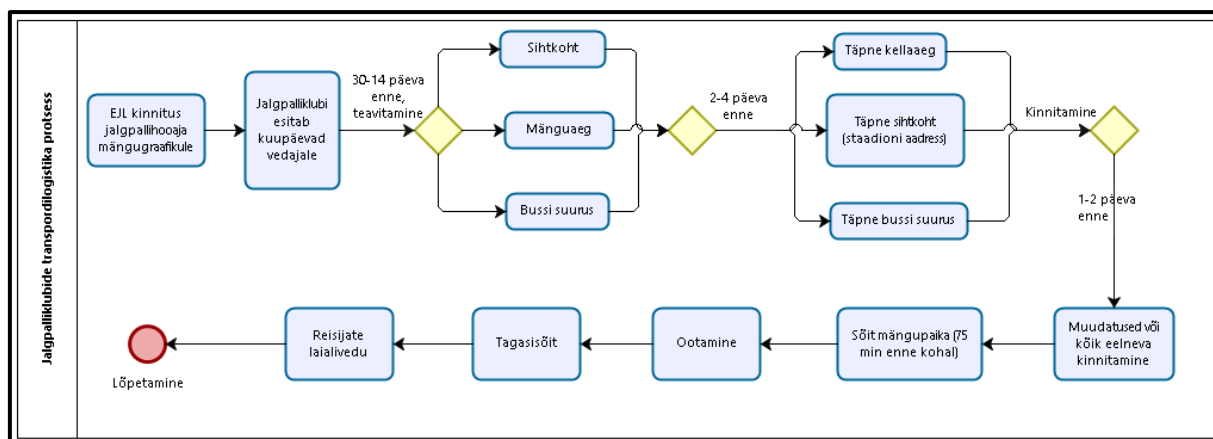 Jalgpalliklubide transpordilogistika protsess
EJL kinnitus
jalgpallihooaja
mängugraafikule
Jalgpalliklubi
esitab
kuupäevad
vedajale
30-14 päeva
enne,
teavitamine
Sihtkoht
Mänguaeg
Bussi suurus
2-4 päeva
enne
Täpne kellaaeg
Täpne sihtkoht
(staadioni aadress)
Täpne bussi suurus
Kinnitamine
1-2 päeva
enne
Muudatused või
kõik eelneva
kinnitamine
Sõit mängupaika (75
min enne kohal)
Ootamine
Tagasisõit
Reisijate
laialivedu
Lõpetamine